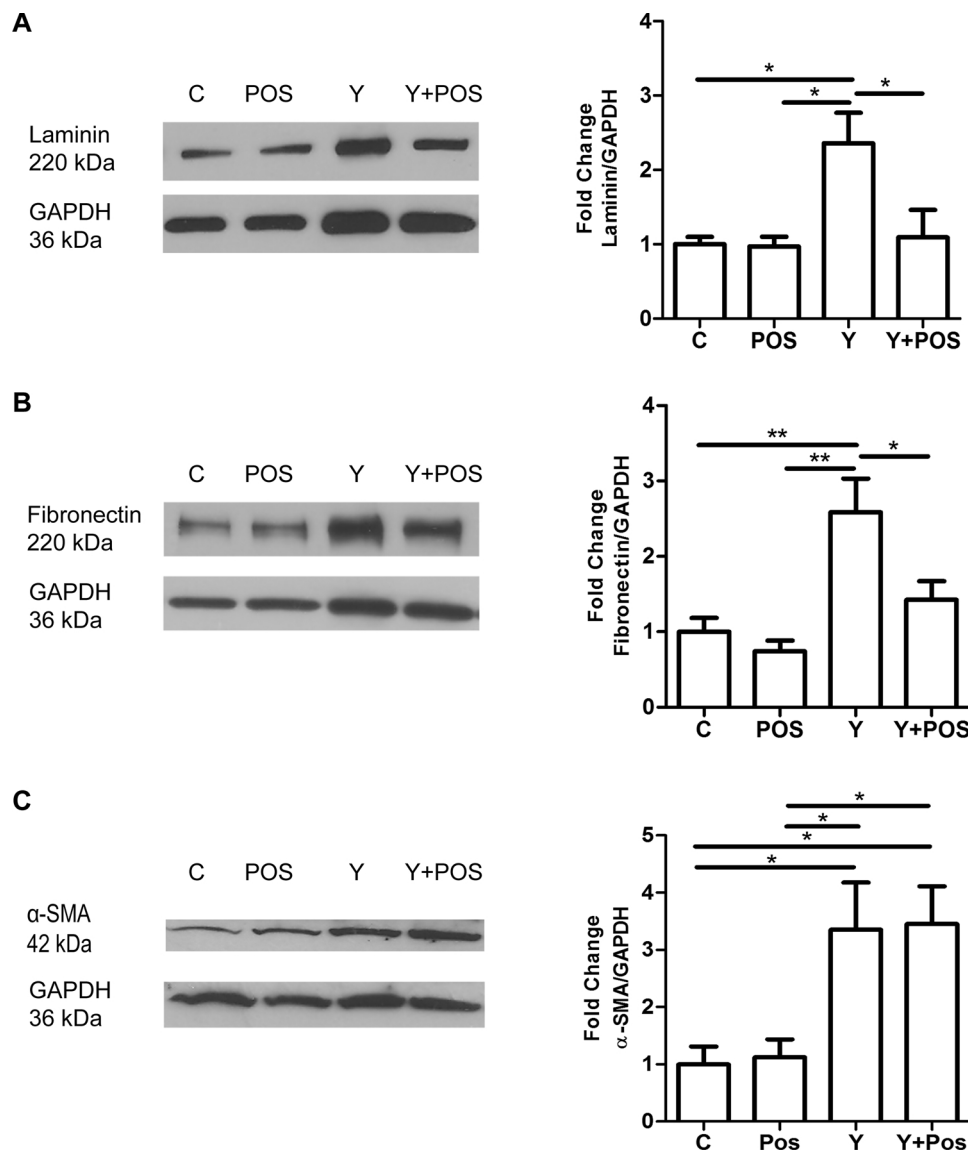 A
C POS Y Y+POS
Laminin
220 kDa
GAPDH
36 kDa
Fold Change
Laminin/GAPDH
4
3
2
1
0
*
*
*
C POS Y Y+POS
B
C POS Y Y+POS
Fibronectin
220 kDa
GAPDH
36 kDa
Fold Change
Fibronectin/GAPDH
4
3
2
1
0
**
**
*
C POS Y Y+POS
C
C POS Y Y+POS
α-SMA
42 kDa
GAPDH
36 kDa
Fold Change
α-SMA/GAPDH
5
4
3
2
1
0
*
*
*
*
C Pos Y Y+Pos